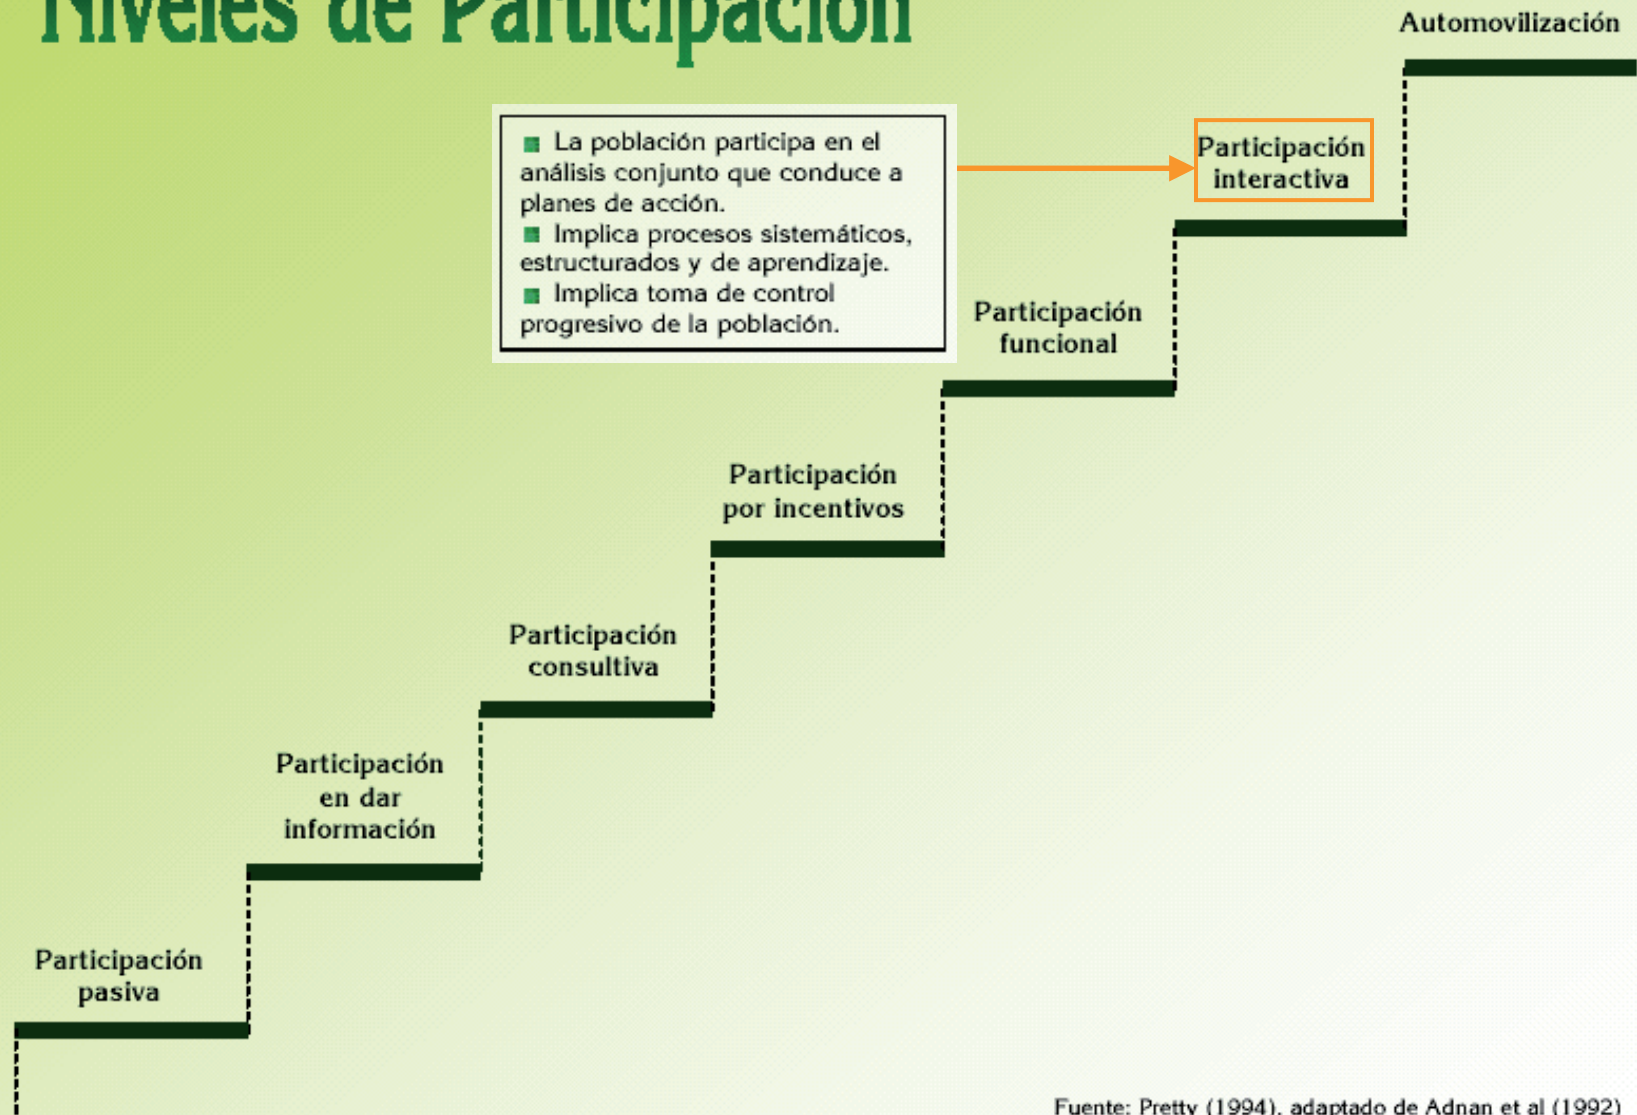 Niveles de Participación
Automovilización
■ La población participa en el
análisis conjunto que conduce a
planes de acción.
■ Implica procesos sistemáticos,
estructurados y de aprendizaje.
■ Implica toma de control
progresivo de la población.
Participación
interactiva
Participación
funcional
Participación
por incentivos
Participación
consultiva
Participación
en dar
información
Participación
pasiva
Fuente: Pretty (1994), adaptado de Adnan et al (1992)